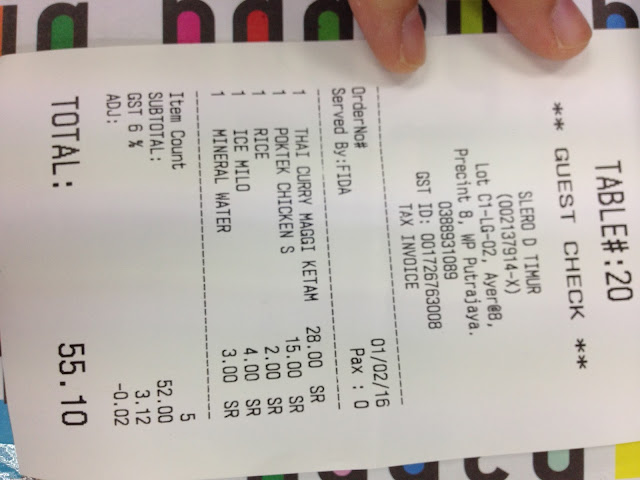 TABLE#:20
** GUEST CHECK **
SLERO D TIMUR
(002137914-X)
Lot C1-LG-02, Ayer@8,
Precint 8, WP Putrajaya.
0388931089
GST ID: 001726763008
TAX INVOICE
OrderNo# 01/02/16
Served By:FIDA Pax : 0
1 THAI CURRY MAGGI KETAM 28.00 SR
1 POKTEK CHICKEN S 15.00 SR
1 RICE 2.00 SR
1 ICE MILO 4.00 SR
1 MINERAL WATER 3.00 SR
Item Count 5
SUBTOTAL: 52.00
GST 6 % 3.12
ADJ: -0.02
TOTAL: 55.10